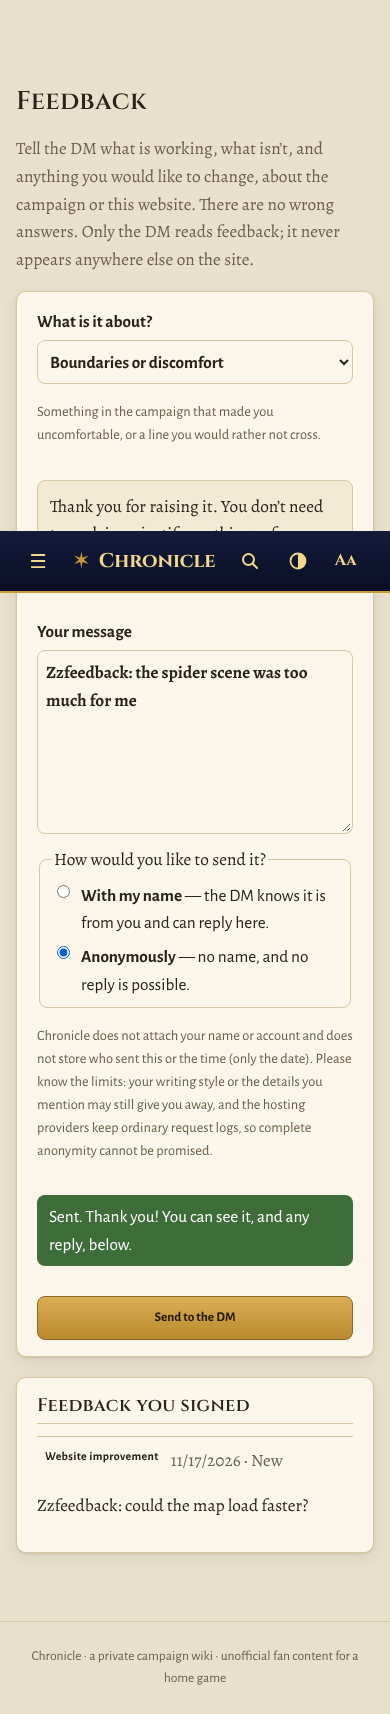 Feedback
Tell the DM what is working, what isn't, and
anything you would like to change, about the
campaign or this website. There are no wrong
answers. Only the DM reads feedback; it never
appears anywhere else on the site.
What is it about?
Boundaries or discomfort
Something in the campaign that made you
uncomfortable, or a line you would rather not cross.
Thank you for raising it. You don't need
☰ ✶ Chronicle Aa
Your message
Zzfeedback: the spider scene was too
much for me
How would you like to send it?
With my name — the DM knows it is
from you and can reply here.
Anonymously — no name, and no
reply is possible.
Chronicle does not attach your name or account and does
not store who sent this or the time (only the date). Please
know the limits: your writing style or the details you
mention may still give you away, and the hosting
providers keep ordinary request logs, so complete
anonymity cannot be promised.
Sent. Thank you! You can see it, and any
reply, below.
Send to the DM
Feedback you signed
Website improvement 11/17/2026 · New
Zzfeedback: could the map load faster?
Chronicle · a private campaign wiki · unofficial fan content for a
home game